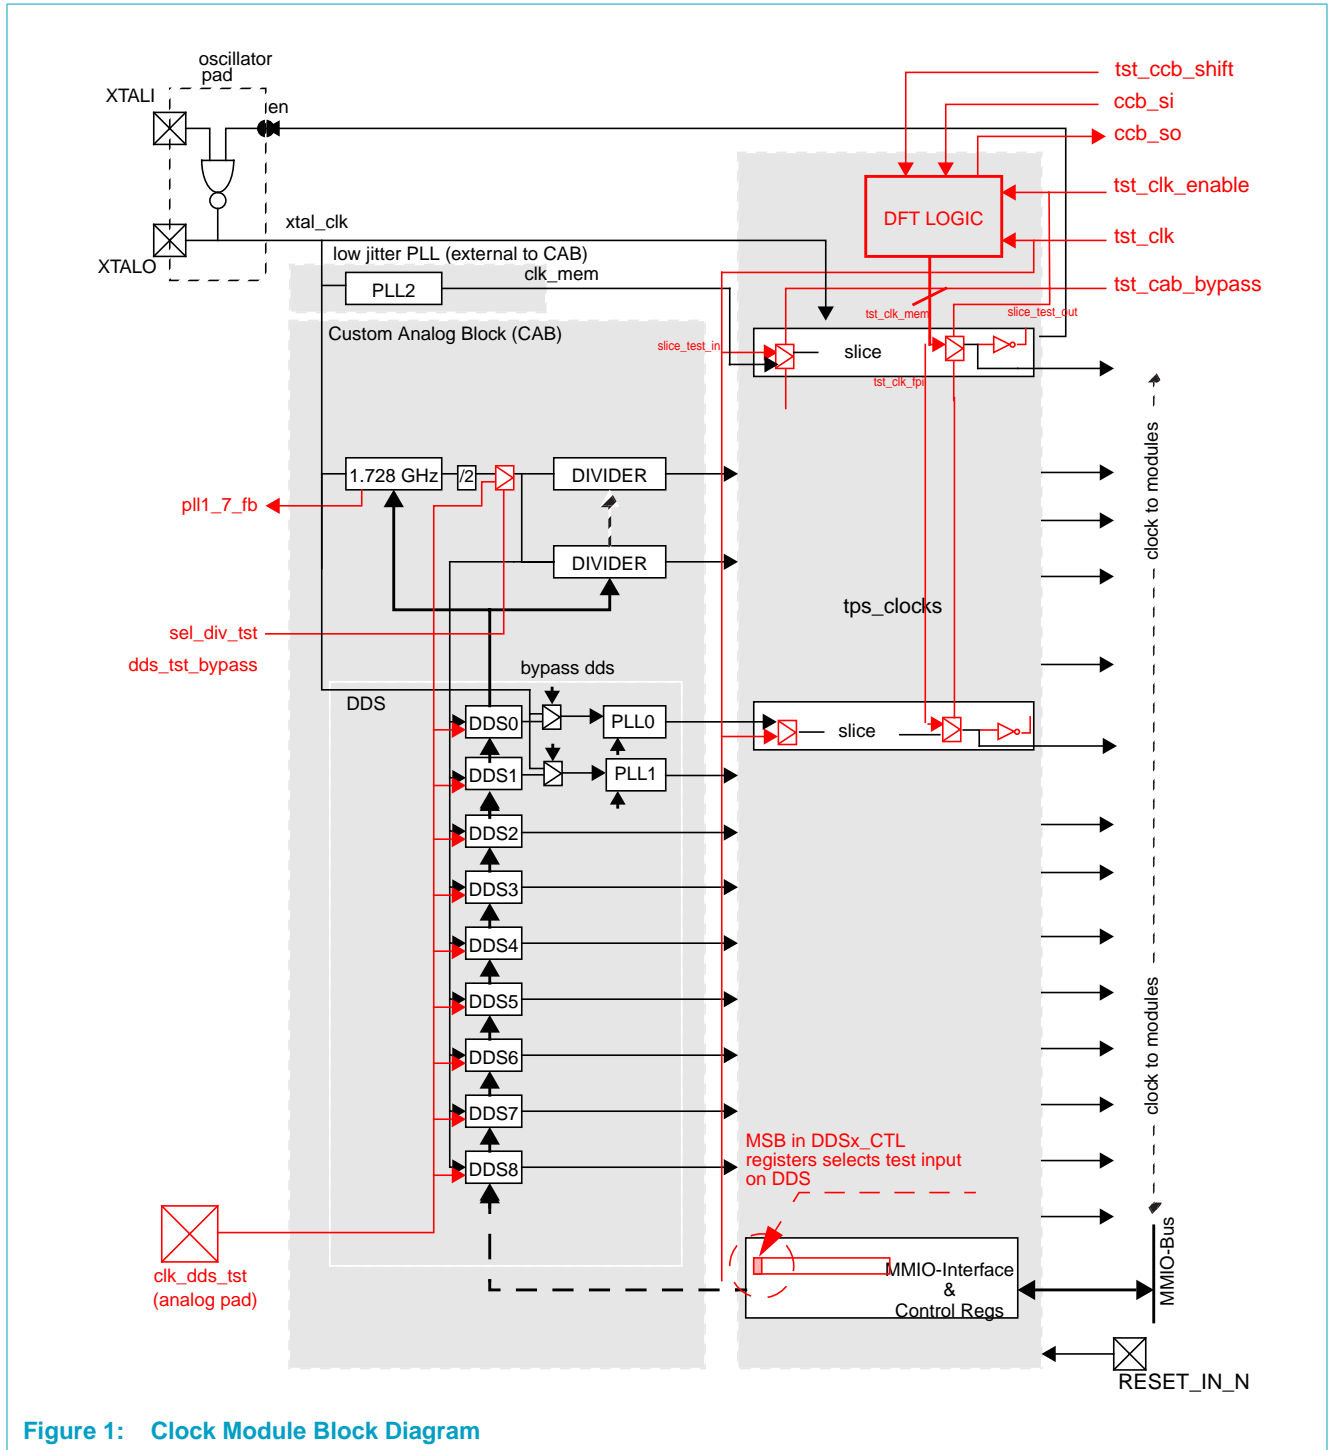 oscillator
pad
XTALI
en
tst_ccb_shift
ccb_si
ccb_so
tst_clk_enable
DFT LOGIC
tst_clk
xtal_clk
XTALO
low jitter PLL (external to CAB)
clk_mem
tst_cab_bypass
PLL2
tst_clk_mem
slice_test_out
Custom Analog Block (CAB)
slice_test_in
slice
tst_clk_fpi
clock to modules
1.728 GHz
/2
DIVIDER
pll1_7_fb
DIVIDER
tps_clocks
sel_div_tst
dds_tst_bypass
bypass dds
DDS
DDS0
PLL0
slice
DDS1
PLL1
DDS2
DDS3
DDS4
DDS5
clock to modules
DDS6
DDS7
MSB in DDSx_CTL
registers selects test input
on DDS
DDS8
clk_dds_tst
(analog pad)
MMIO-Interface
&
Control Regs
MMIO-Bus
RESET_IN_N
Figure 1: Clock Module Block Diagram